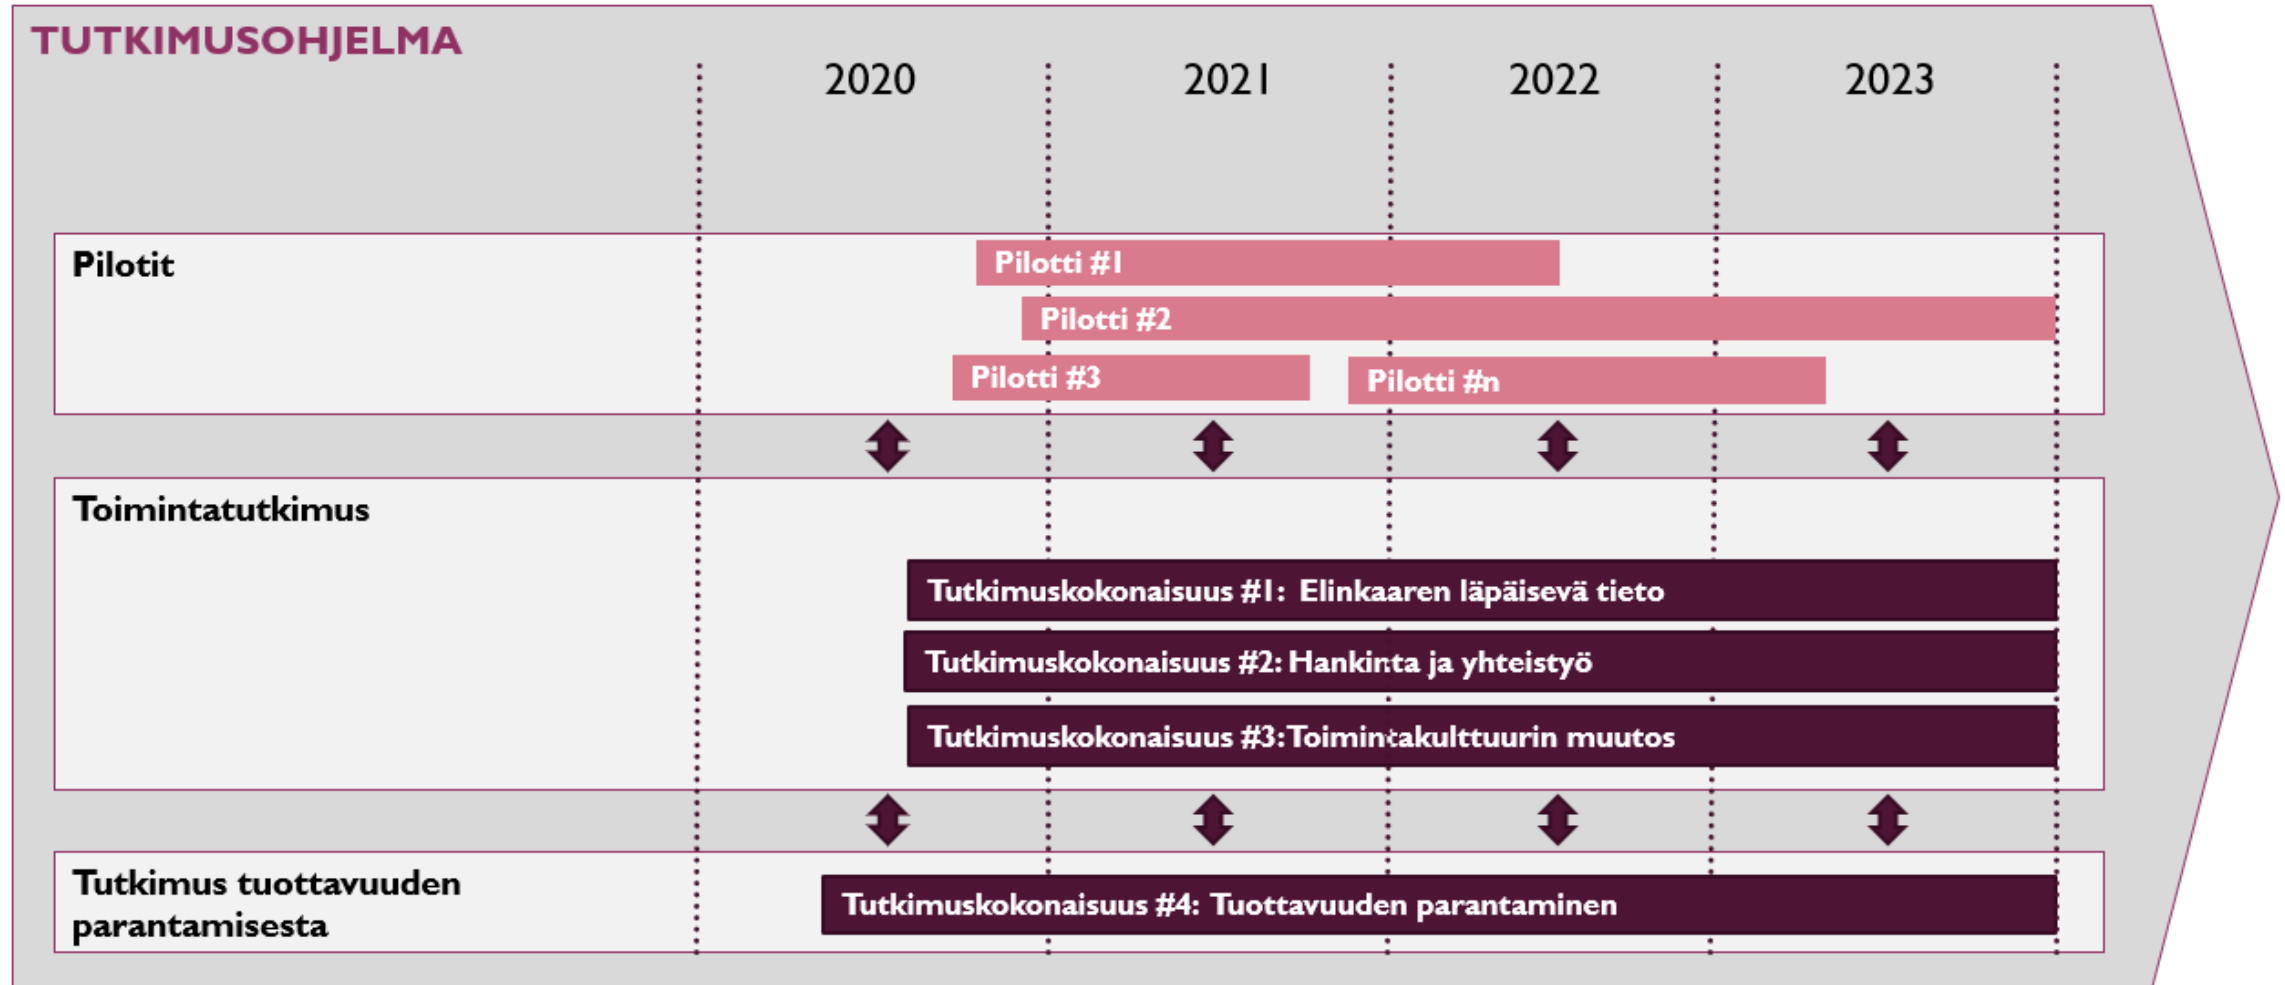 TUTKIMUSOHJELMA
2020 2021 2022 2023
Pilotit
Pilotti #1
Pilotti #2
Pilotti #3
Pilotti #n
Toimintatutkimus
Tutkimuskokonaisuus #1: Elinkaaren läpäisevä tieto
Tutkimuskokonaisuus #2: Hankinta ja yhteistyö
Tutkimuskokonaisuus #3: Toimintakulttuurin muutos
Tutkimus tuottavuuden
parantamisesta
Tutkimuskokonaisuus #4: Tuottavuuden parantaminen